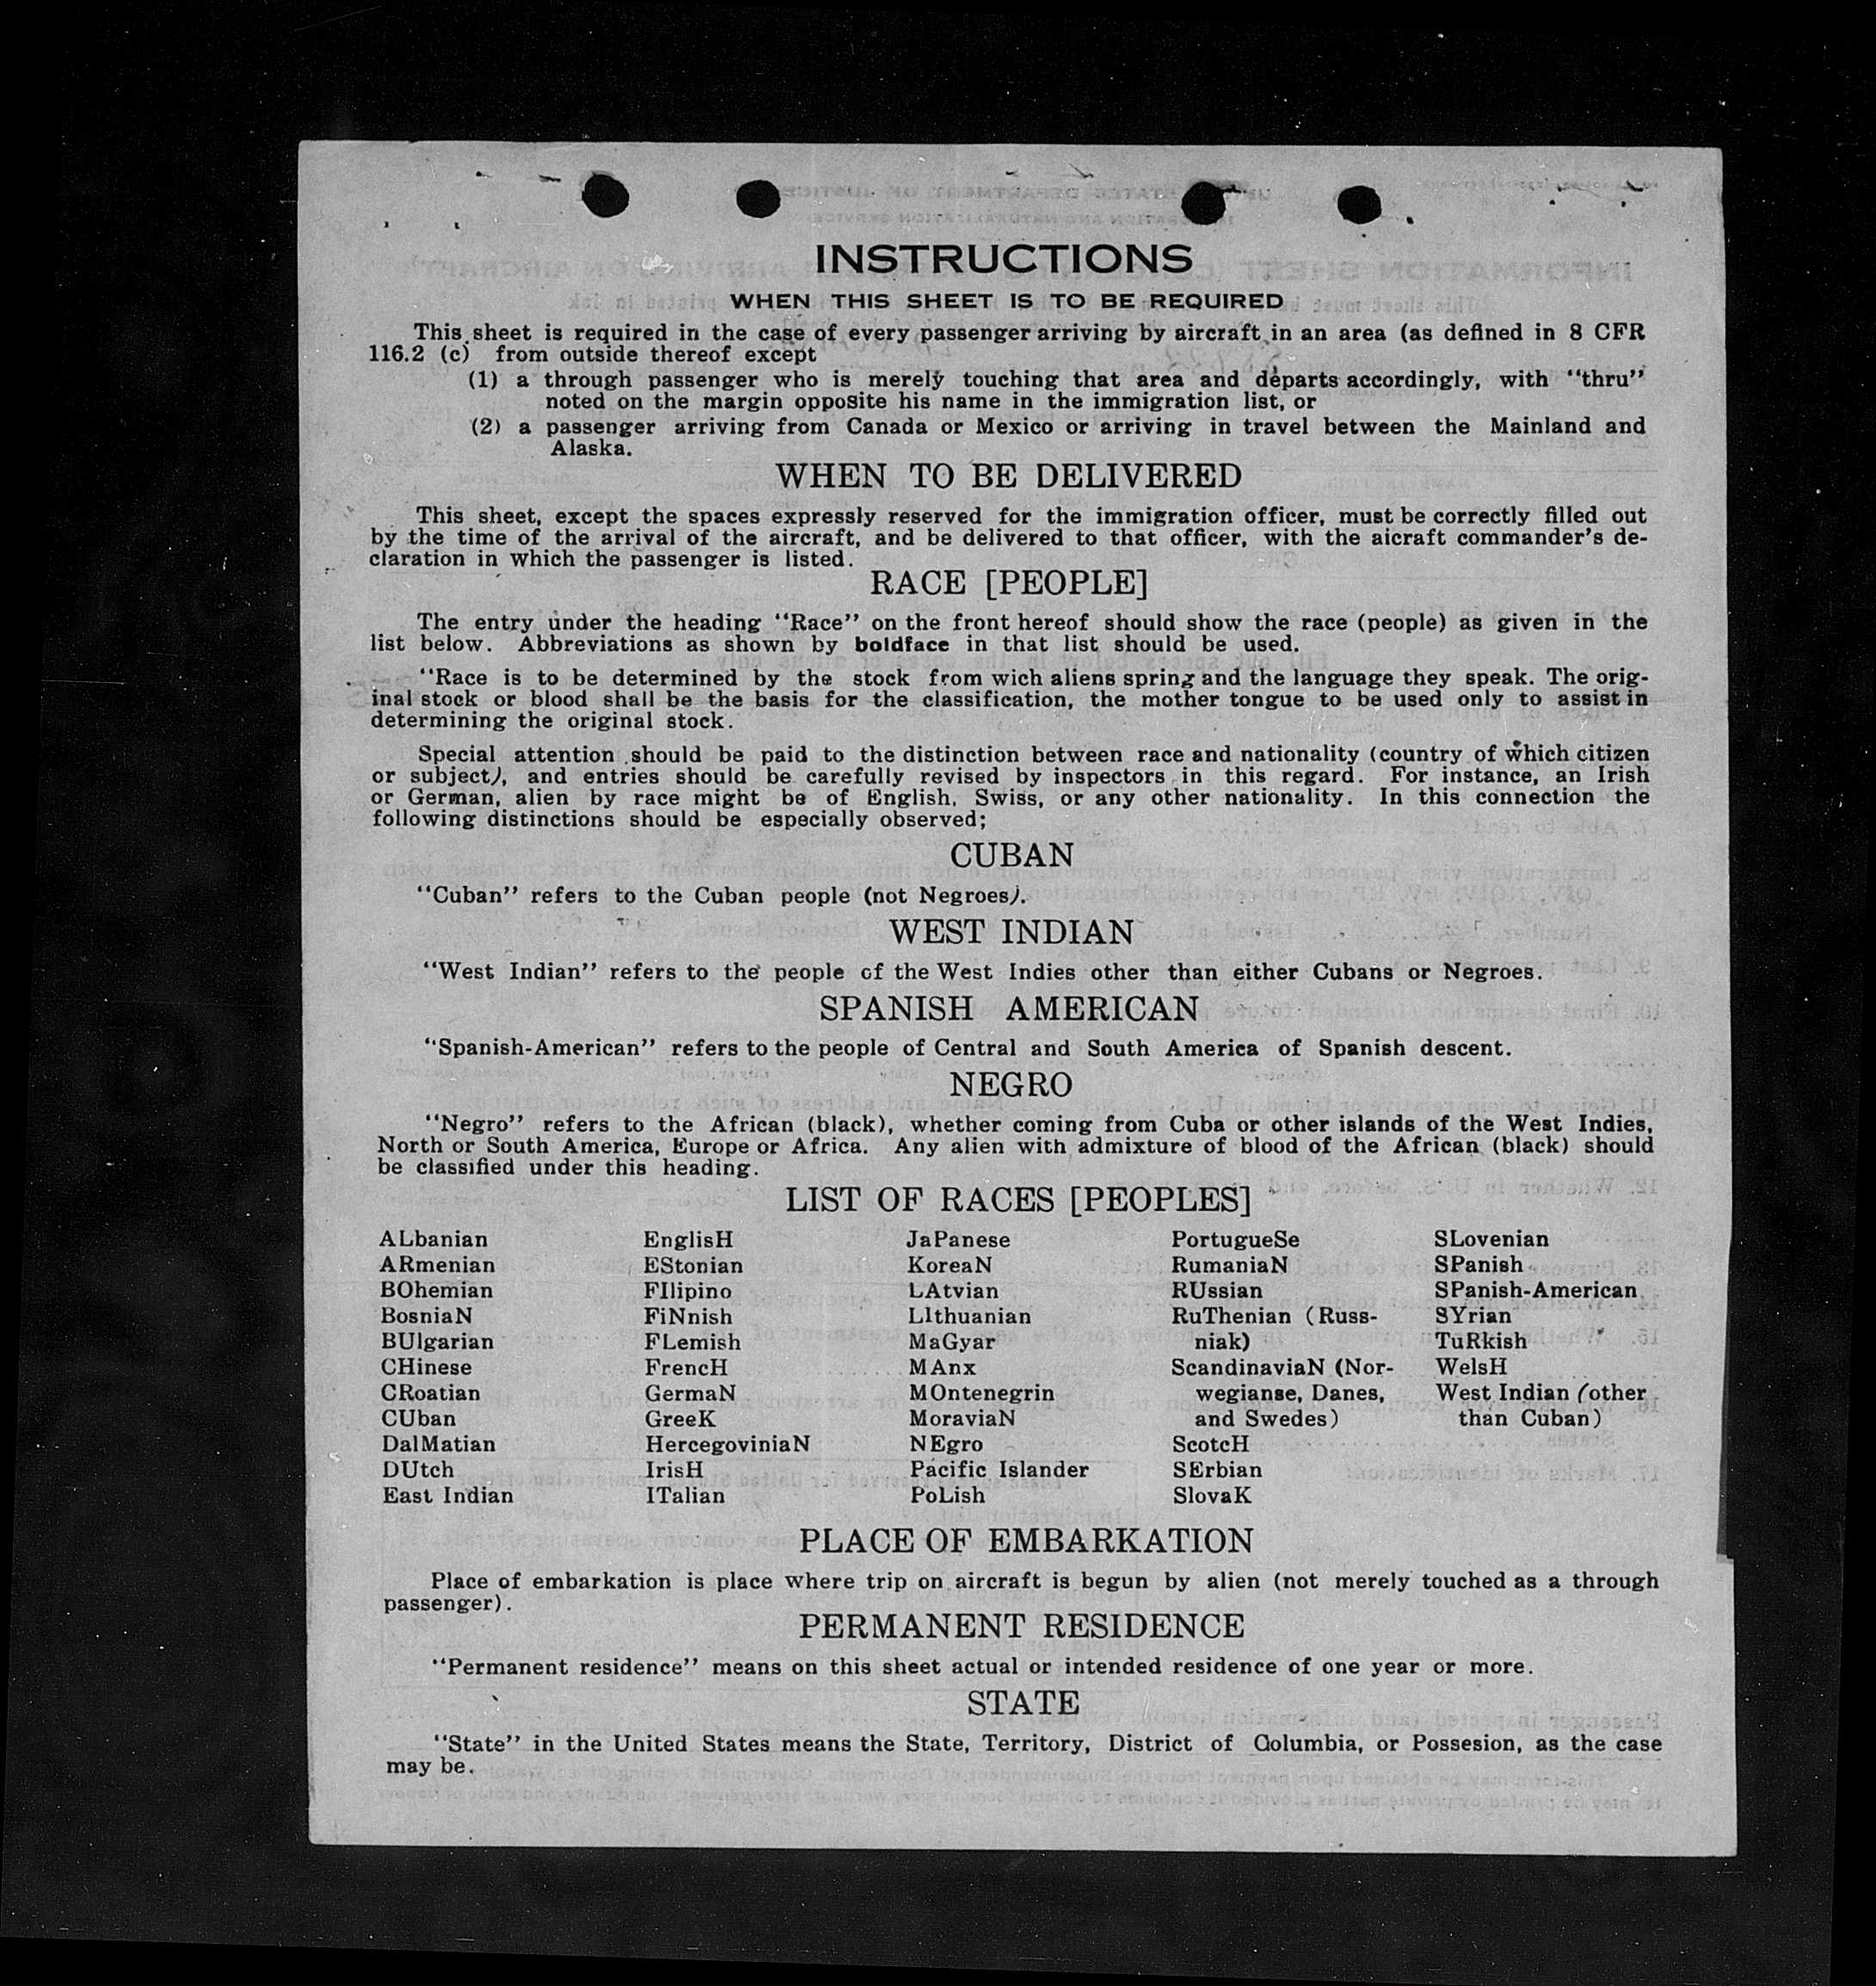 INSTRUCTIONS
WHEN THIS SHEET IS TO BE REQUIRED
This sheet is required in the case of every passenger arriving by aircraft in an area (as defined in 8 CFR
116.2 (c) from outside thereof except
(1) a through passenger who is merely touching that area and departs accordingly, with "thru"
noted on the margin opposite his name in the immigration list, or
(2) a passenger arriving from Canada or Mexico or arriving in travel between the Mainland and
Alaska.
WHEN TO BE DELIVERED
This sheet, except the spaces expressly reserved for the immigration officer, must be correctly filled out
by the time of the arrival of the aircraft, and be delivered to that officer, with the aicraft commander's de-
claration in which the passenger is listed.
RACE [PEOPLE]
The entry under the heading "Race" on the front hereof should show the race (people) as given in the
list below. Abbreviations as shown by boldface in that list should be used.
"Race is to be determined by the stock from wich aliens spring and the language they speak. The orig-
inal stock or blood shall be the basis for the classification, the mother tongue to be used only to assist in
determining the original stock.
Special attention should be paid to the distinction between race and nationality (country of which citizen
or subject), and entries should be carefully revised by inspectors in this regard. For instance, an Irish
or German, alien by race might be of English, Swiss, or any other nationality. In this connection the
following distinctions should be especially observed;
CUBAN
"Cuban" refers to the Cuban people (not Negroes).
WEST INDIAN
"West Indian" refers to the people of the West Indies other than either Cubans or Negroes.
SPANISH AMERICAN
"Spanish-American" refers to the people of Central and South America of Spanish descent.
NEGRO
"Negro" refers to the African (black), whether coming from Cuba or other islands of the West Indies,
North or South America, Europe or Africa. Any alien with admixture of blood of the African (black) should
be classified under this heading.
LIST OF RACES [PEOPLES]
ALbanian
ARmenian
BOhemian
BosniaN
BUlgarian
CHinese
CRoatian
CUban
DalMatian
DUtch
East Indian
EnglisH
EStonian
FIlipino
FiNnish
FLemish
FrencH
GermaN
GreeK
HercegoviniaN
IrisH
ITalian
JaPanese
KoreaN
LAtvian
LIthuanian
MaGyar
MAnx
MOntenegrin
MoraviaN
NEgro
Pacific Islander
PoLish
PortugueSe
RumaniaN
RUssian
RuThenian (Russ-
niak)
ScandinaviaN (Nor-
wegianse, Danes,
and Swedes)
ScotcH
SErbian
SlovaK
SLovenian
SPanish
SPanish-American
SYrian
TuRkish
WelsH
West Indian (other
than Cuban)
PLACE OF EMBARKATION
Place of embarkation is place where trip on aircraft is begun by alien (not merely touched as a through
passenger).
PERMANENT RESIDENCE
"Permanent residence" means on this sheet actual or intended residence of one year or more.
STATE
"State" in the United States means the State, Territory, District of Columbia, or Possesion, as the case
may be.